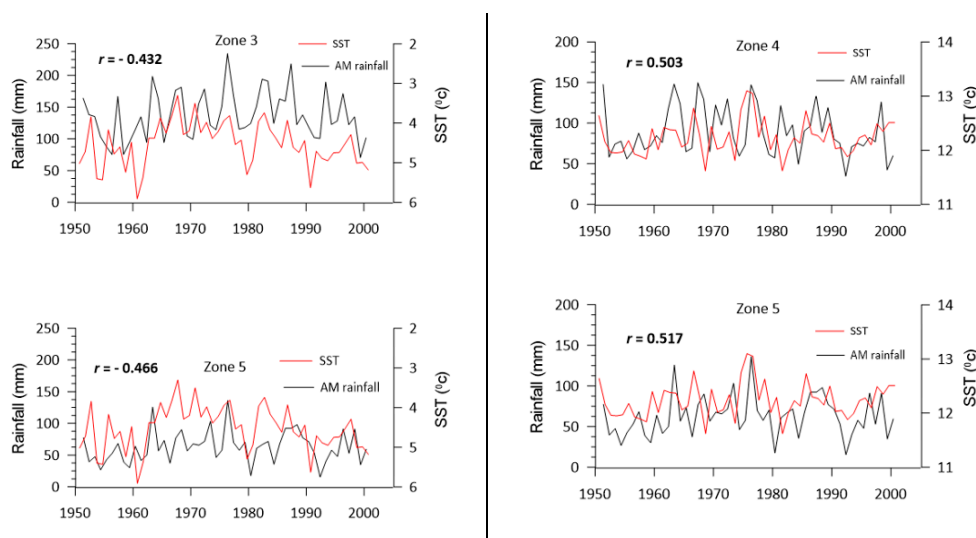 Zone 3
r = - 0.432
SST
AM rainfall
Rainfall (mm)
250
200
150
100
50
0
SST (⁰c)
2
3
4
5
6
1950 1960 1970 1980 1990 2000
Zone 4
r = 0.503
SST
AM rainfall
Rainfall (mm)
200
150
100
50
0
SST (⁰c)
14
13
12
11
1950 1960 1970 1980 1990 2000
Zone 5
r = - 0.466
SST
AM rainfall
Rainfall (mm)
250
200
150
100
50
0
SST (⁰c)
2
3
4
5
6
1950 1960 1970 1980 1990 2000
Zone 5
r = 0.517
SST
AM rainfall
Rainfall (mm)
200
150
100
50
0
SST (⁰c)
14
13
12
11
1950 1960 1970 1980 1990 2000